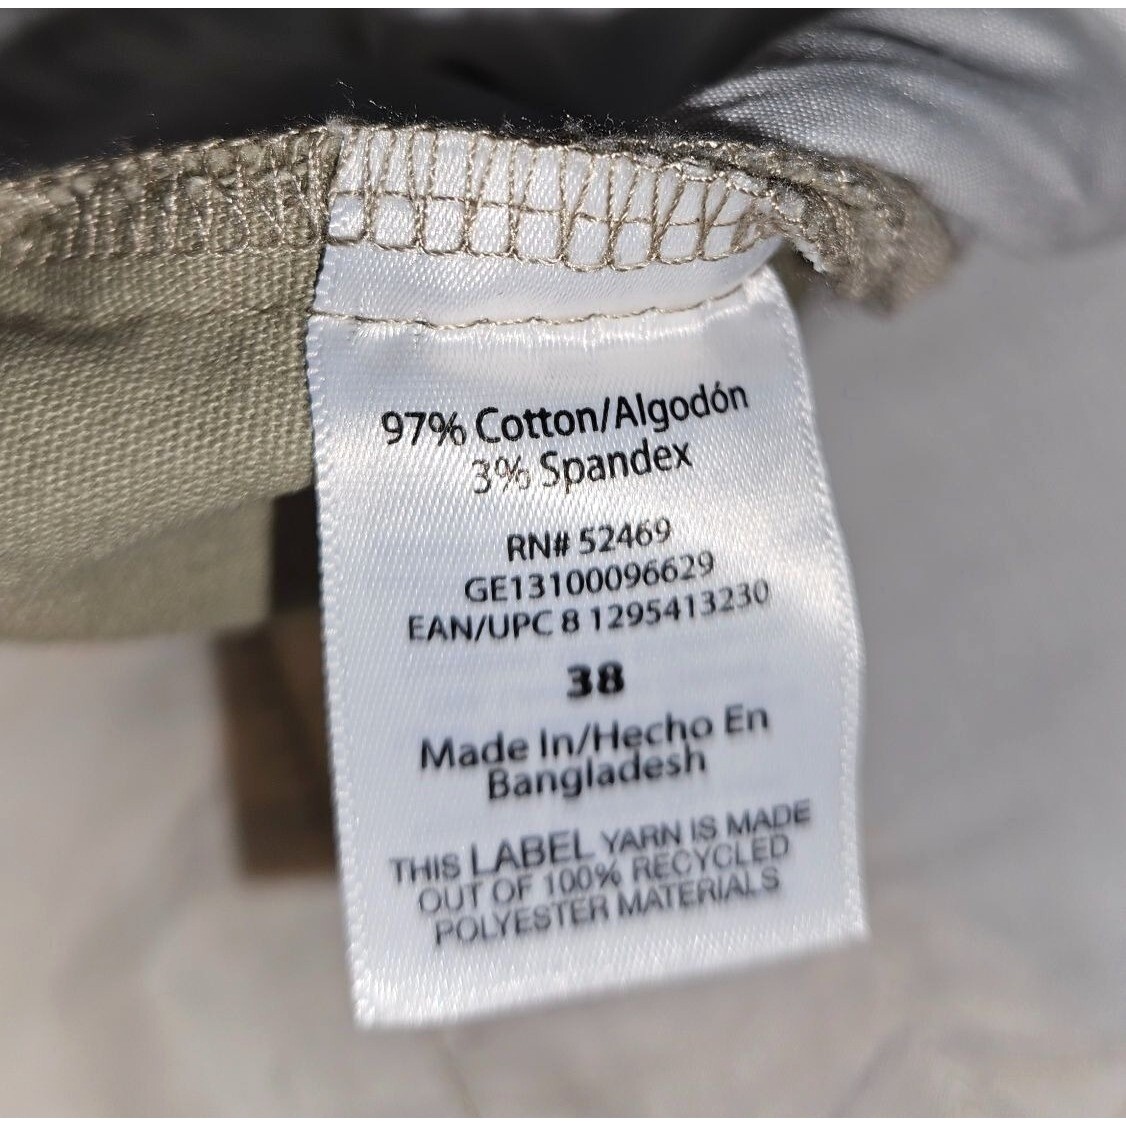 97% Cotton/Algodón
3% Spandex
RN# 52469
GE13100096629
EAN/UPC 8 1295413230
38
Made In/Hecho En
Bangladesh
THIS LABEL YARN IS MADE
OUT OF 100% RECYCLED
POLYESTER MATERIALS